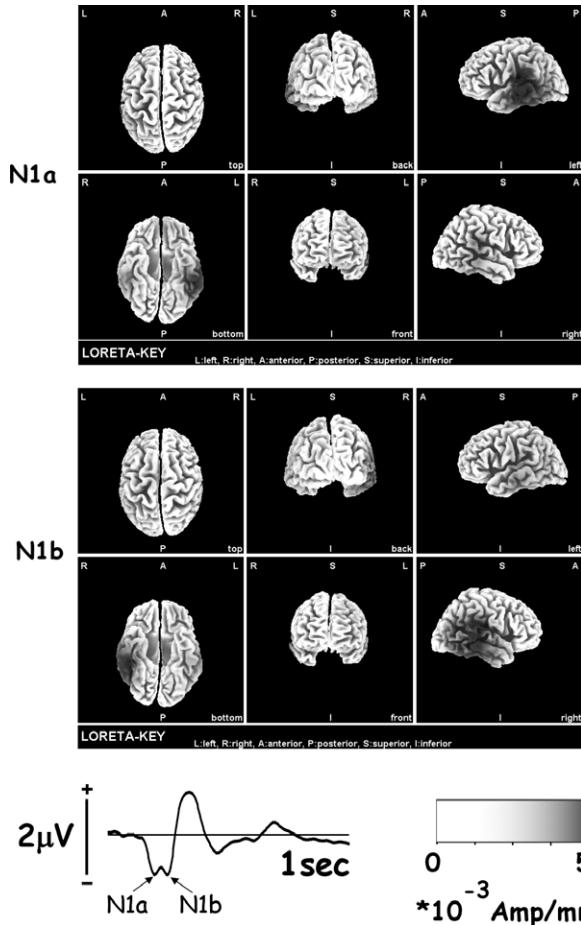 L A R L S R A S P
P top I back I left
N1a
R A L R S L P S A
P bottom I front I right
LORETA-KEY L:left, R:right, A:anterior, P:posterior, S:superior, I:inferior
L A R L S R A S P
P top I back I left
N1b
R A L R S L P S A
P bottom I front I right
LORETA-KEY L:left, R:right, A:anterior, P:posterior, S:superior, I:inferior
+
2μV
−
1sec
N1a N1b
0 5
*10⁻³ Amp/m